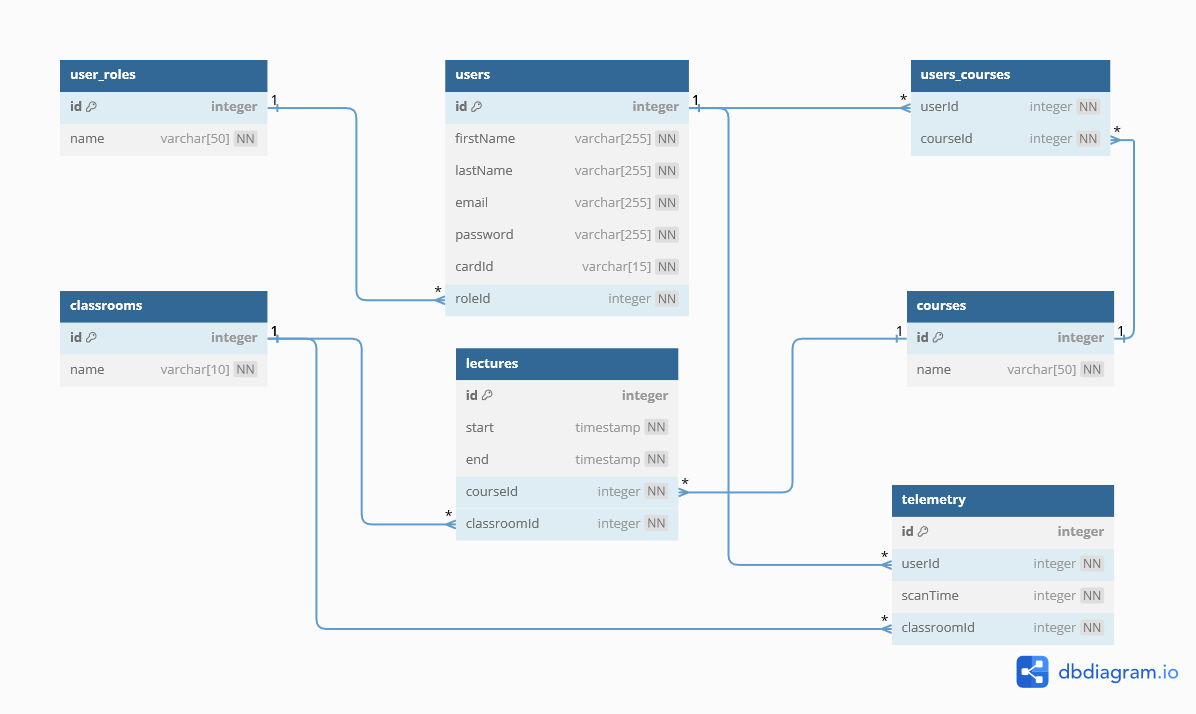 user_roles
id integer
name varchar[50] NN
1
users
id integer
firstName varchar[255] NN
lastName varchar[255] NN
email varchar[255] NN
password varchar[255] NN
cardId varchar[15] NN
roleId integer NN
*
1
users_courses
userId integer NN
courseId integer NN
*
*
classrooms
id integer
name varchar[10] NN
1
lectures
id integer
start timestamp NN
end timestamp NN
courseId integer NN
classroomId integer NN
*
*
courses
id integer
name varchar[50] NN
1
1
telemetry
id integer
userId integer NN
scanTime integer NN
classroomId integer NN
*
*
dbdiagram.io